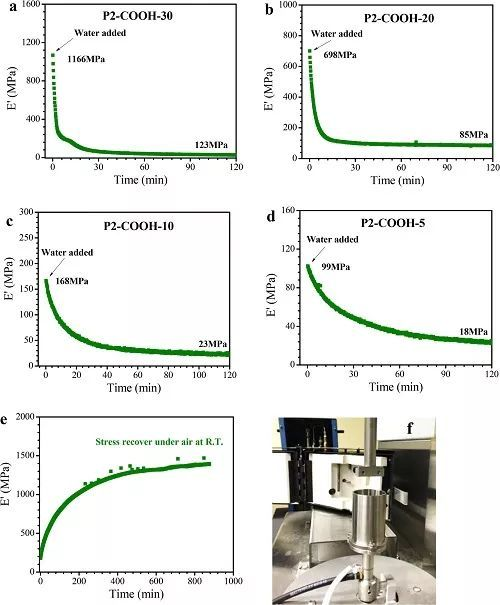 a
P2-COOH-30
Water added
1166MPa
123MPa
E' (MPa)
1600
1200
800
400
0
0 30 60 90 120
Time (min)
b
P2-COOH-20
Water added
698MPa
85MPa
E' (MPa)
1000
800
600
400
200
0
0 30 60 90 120
Time (min)
c
P2-COOH-10
Water added
168MPa
23MPa
E' (MPa)
300
250
200
150
100
50
0
0 20 40 60 80 100 120
Time (min)
d
P2-COOH-5
Water added
99MPa
18MPa
E' (MPa)
160
120
80
40
0
0 30 60 90 120
Time (min)
e
Stress recover under air at R.T.
E' (MPa)
2000
1500
1000
500
0
0 200 400 600 800 1000
Time (min)
f